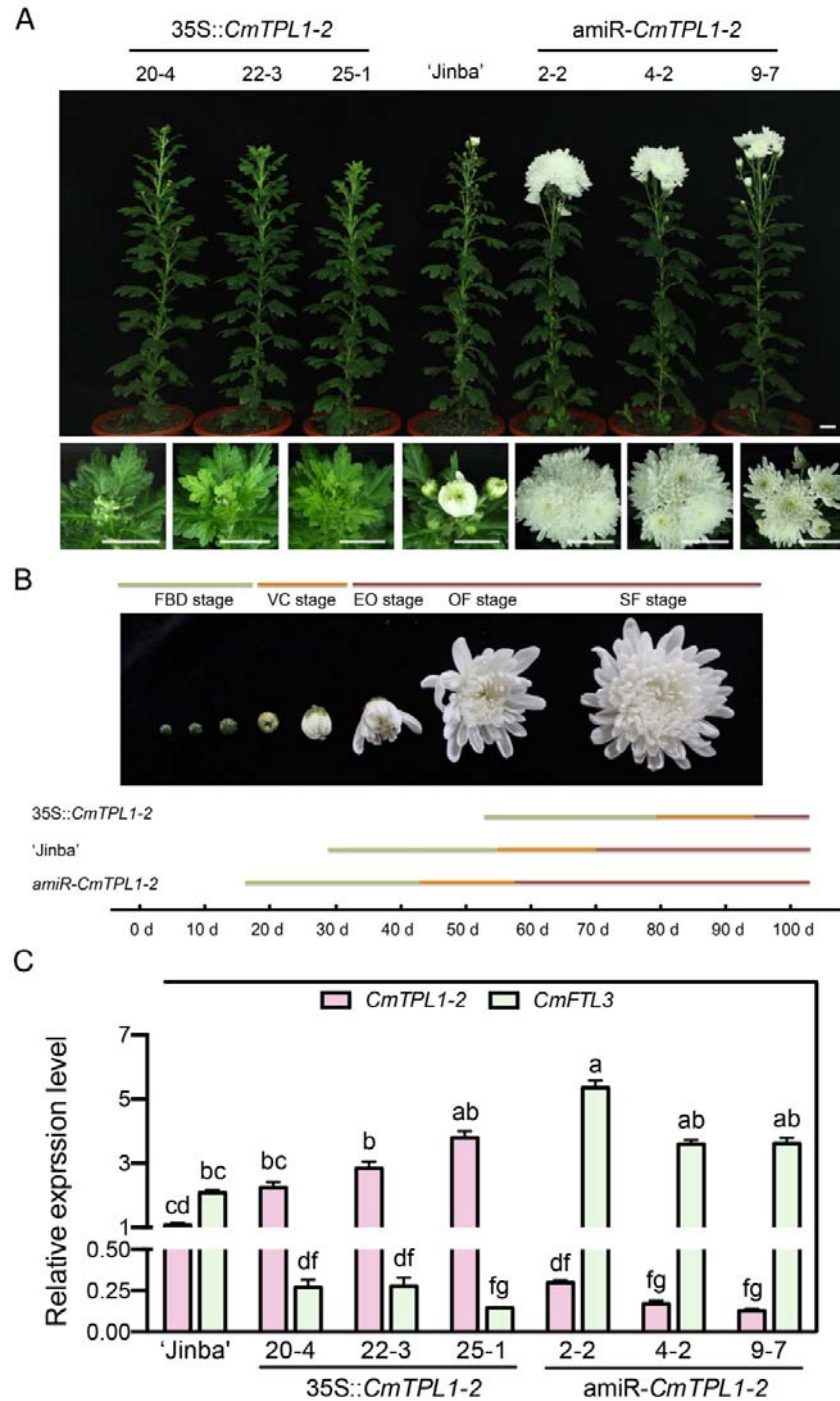 A
35S::CmTPL1-2 amiR-CmTPL1-2
20-4 22-3 25-1 'Jinba' 2-2 4-2 9-7
B
FBD stage VC stage EO stage OF stage SF stage
35S::CmTPL1-2
'Jinba'
amiR-CmTPL1-2
0 d 10 d 20 d 30 d 40 d 50 d 60 d 70 d 80 d 90 d 100 d
C
CmTPL1-2 CmFTL3
Relative exprssion level
7
5
3
1
0.50
0.25
0.00
cd bc bc df b df ab fg df a fg ab fg ab
'Jinba' 20-4 22-3 25-1 2-2 4-2 9-7
35S::CmTPL1-2 amiR-CmTPL1-2